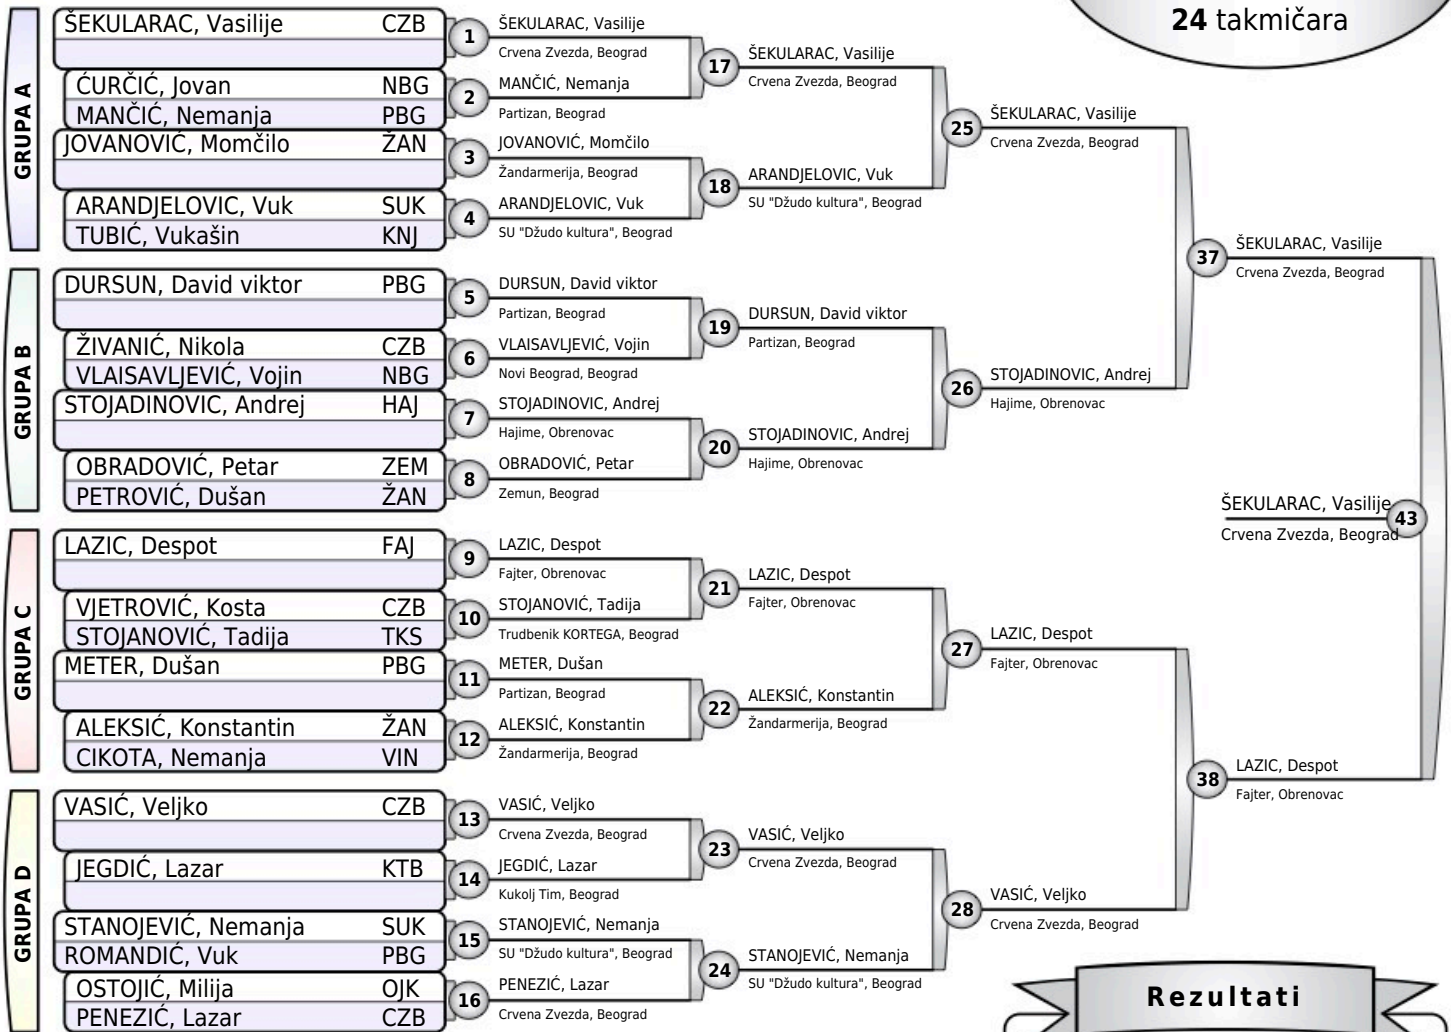 24 takmičara
GRUPA A
ŠEKULARAC, Vasilije CZB
ĆURČIĆ, Jovan NBG
MANČIĆ, Nemanja PBG
JOVANOVIĆ, Momčilo ŽAN
ARANDJELOVIC, Vuk SUK
TUBIĆ, Vukašin KNJ
GRUPA B
DURSUN, David viktor PBG
ŽIVANIĆ, Nikola CZB
VLAISAVLJEVIĆ, Vojin NBG
STOJADINOVIC, Andrej HAJ
OBRADOVIĆ, Petar ZEM
PETROVIĆ, Dušan ŽAN
GRUPA C
LAZIC, Despot FAJ
VJETROVIĆ, Kosta CZB
STOJANOVIĆ, Tadija TKS
METER, Dušan PBG
ALEKSIĆ, Konstantin ŽAN
CIKOTA, Nemanja VIN
GRUPA D
VASIĆ, Veljko CZB
JEGDIĆ, Lazar KTB
STANOJEVIĆ, Nemanja SUK
ROMANDIĆ, Vuk PBG
OSTOJIĆ, Milija OJK
PENEZIĆ, Lazar CZB
1 ŠEKULARAC, Vasilije
Crvena Zvezda, Beograd
2 MANČIĆ, Nemanja
Partizan, Beograd
3 JOVANOVIĆ, Momčilo
Žandarmerija, Beograd
4 ARANDJELOVIC, Vuk
SU "Džudo kultura", Beograd
5 DURSUN, David viktor
Partizan, Beograd
6 VLAISAVLJEVIĆ, Vojin
Novi Beograd, Beograd
7 STOJADINOVIC, Andrej
Hajime, Obrenovac
8 OBRADOVIĆ, Petar
Zemun, Beograd
9 LAZIC, Despot
Fajter, Obrenovac
10 STOJANOVIĆ, Tadija
Trudbenik KORTEGA, Beograd
11 METER, Dušan
Partizan, Beograd
12 ALEKSIĆ, Konstantin
Žandarmerija, Beograd
13 VASIĆ, Veljko
Crvena Zvezda, Beograd
14 JEGDIĆ, Lazar
Kukolj Tim, Beograd
15 STANOJEVIĆ, Nemanja
SU "Džudo kultura", Beograd
16 PENEZIĆ, Lazar
Crvena Zvezda, Beograd
17 ŠEKULARAC, Vasilije
Crvena Zvezda, Beograd
18 ARANDJELOVIC, Vuk
SU "Džudo kultura", Beograd
19 DURSUN, David viktor
Partizan, Beograd
20 STOJADINOVIC, Andrej
Hajime, Obrenovac
21 LAZIC, Despot
Fajter, Obrenovac
22 ALEKSIĆ, Konstantin
Žandarmerija, Beograd
23 VASIĆ, Veljko
Crvena Zvezda, Beograd
24 STANOJEVIĆ, Nemanja
SU "Džudo kultura", Beograd
25 ŠEKULARAC, Vasilije
Crvena Zvezda, Beograd
26 STOJADINOVIC, Andrej
Hajime, Obrenovac
27 LAZIC, Despot
Fajter, Obrenovac
28 VASIĆ, Veljko
Crvena Zvezda, Beograd
37 ŠEKULARAC, Vasilije
Crvena Zvezda, Beograd
38 LAZIC, Despot
Fajter, Obrenovac
ŠEKULARAC, Vasilije 43
Crvena Zvezda, Beograd
Rezultati